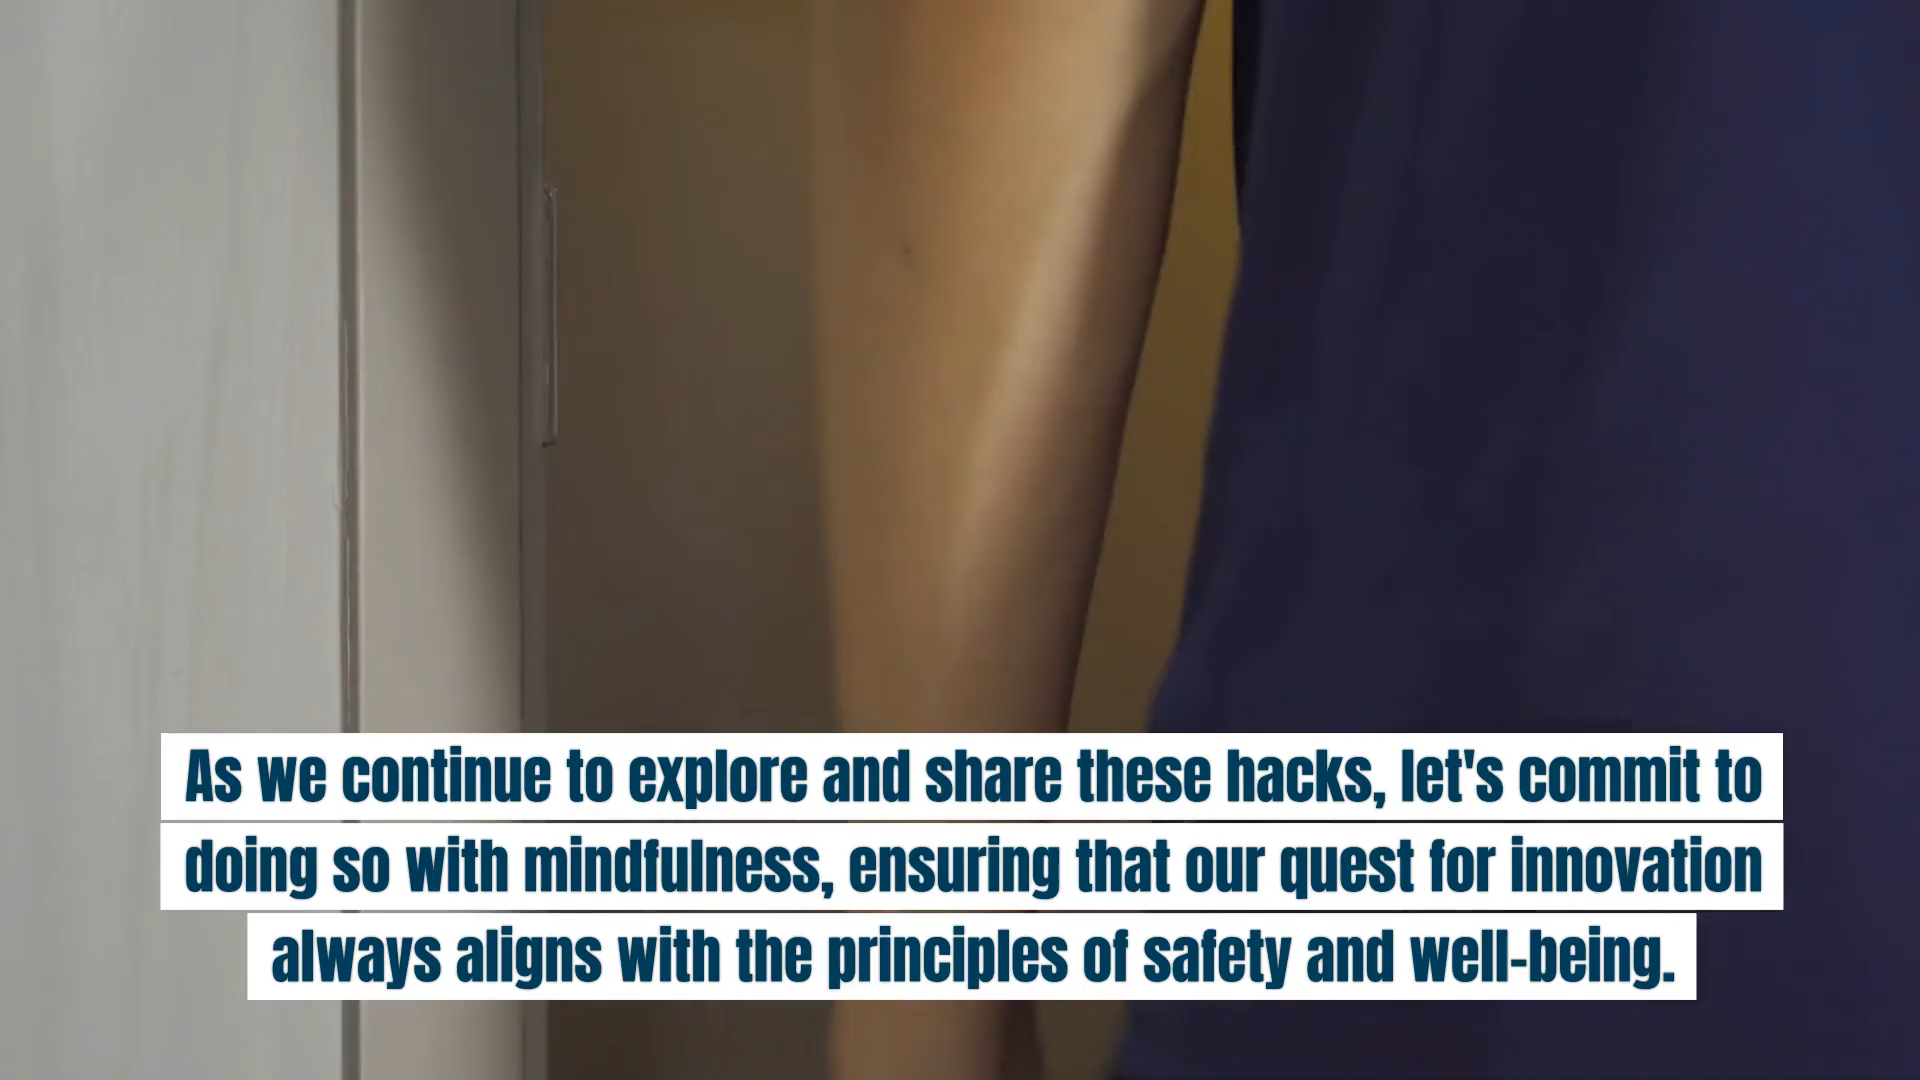 As we continue to explore and share these hacks, let's commit to
doing so with mindfulness, ensuring that our quest for innovation
always aligns with the principles of safety and well-being.